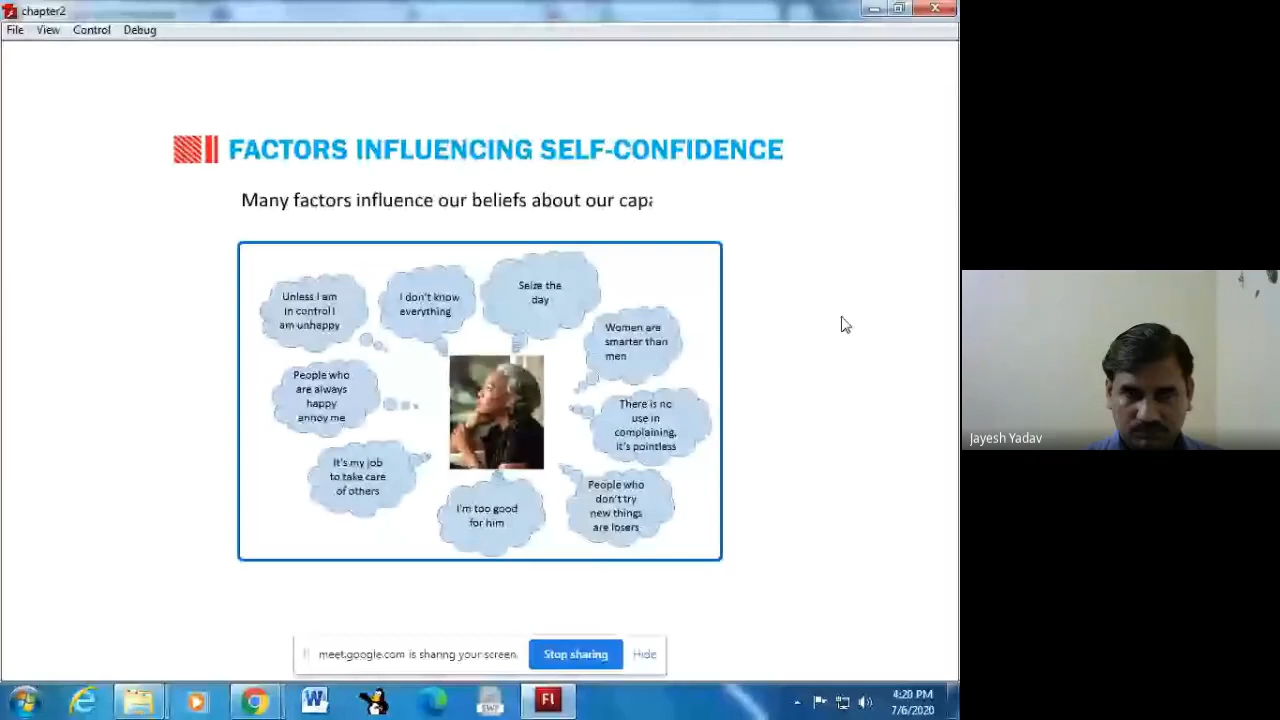 chapter2
File View Control Debug
FACTORS INFLUENCING SELF-CONFIDENCE
Many factors influence our beliefs about our capa
Unless I am
in control I
am unhappy
I don't know
everything
Seize the
day
Women are
smarter than
men
People who
are always
happy
annoy me
There is no
use in
complaining,
it's pointless
It's my job
to take care
of others
I'm too good
for him
People who
don't try
new things
are losers
Jayesh Yadav
meet.google.com is sharing your screen.
Stop sharing
Hide
4:20 PM
7/6/2020